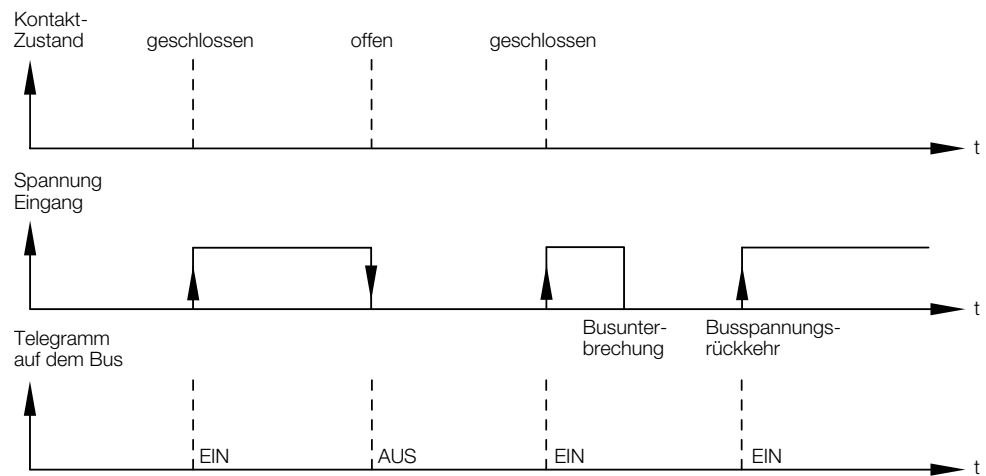 Kontakt-
Zustand
geschlossen offen geschlossen
t
Spannung
Eingang
t
Busunter-
brechung
Busspannungs-
rückkehr
Telegramm
auf dem Bus
EIN AUS EIN EIN
t